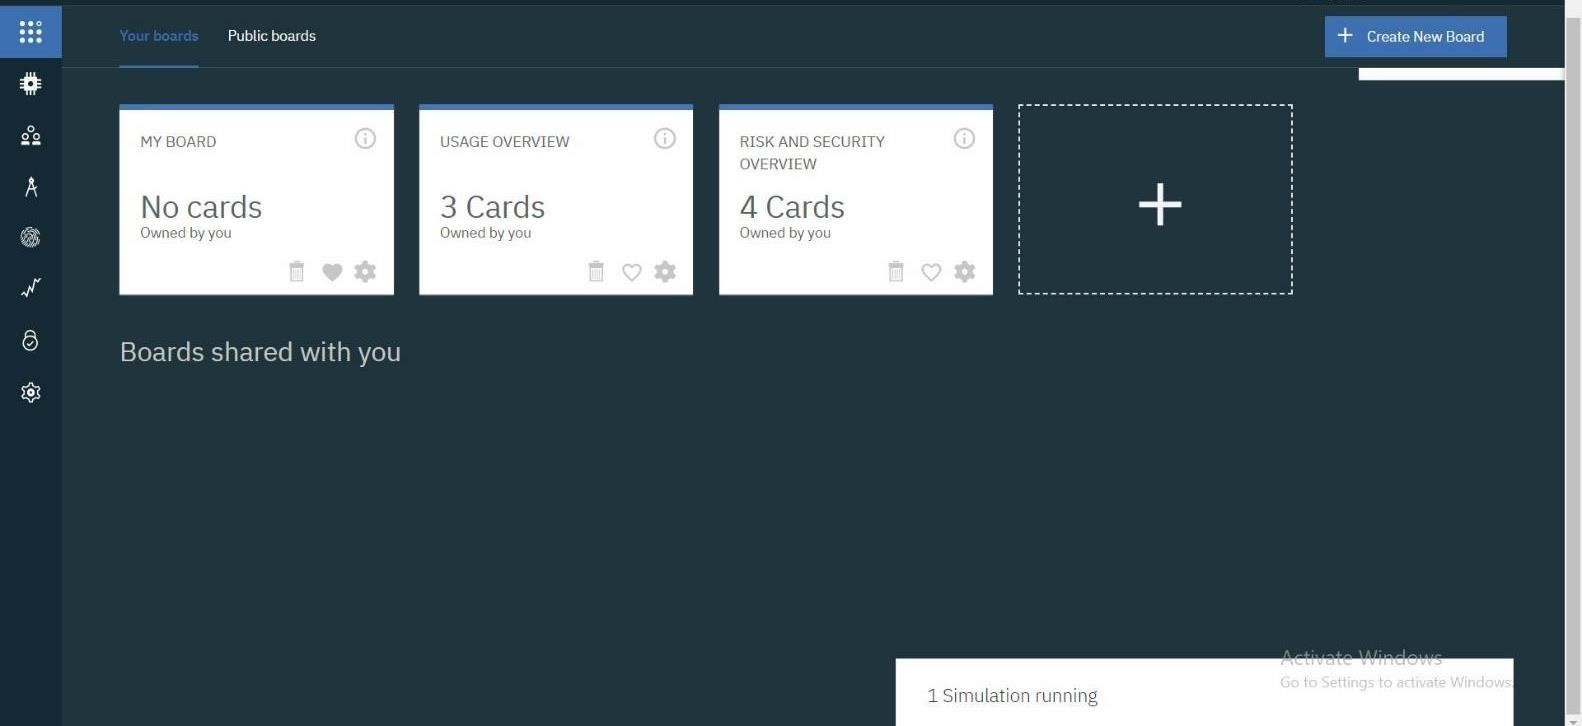 Your boards
Public boards
Create New Board
MY BOARD
No cards
Owned by you
USAGE OVERVIEW
3 Cards
Owned by you
RISK AND SECURITY
OVERVIEW
4 Cards
Owned by you
Boards shared with you
Activate Windows
Go to Settings to activate Windows.
1 Simulation running